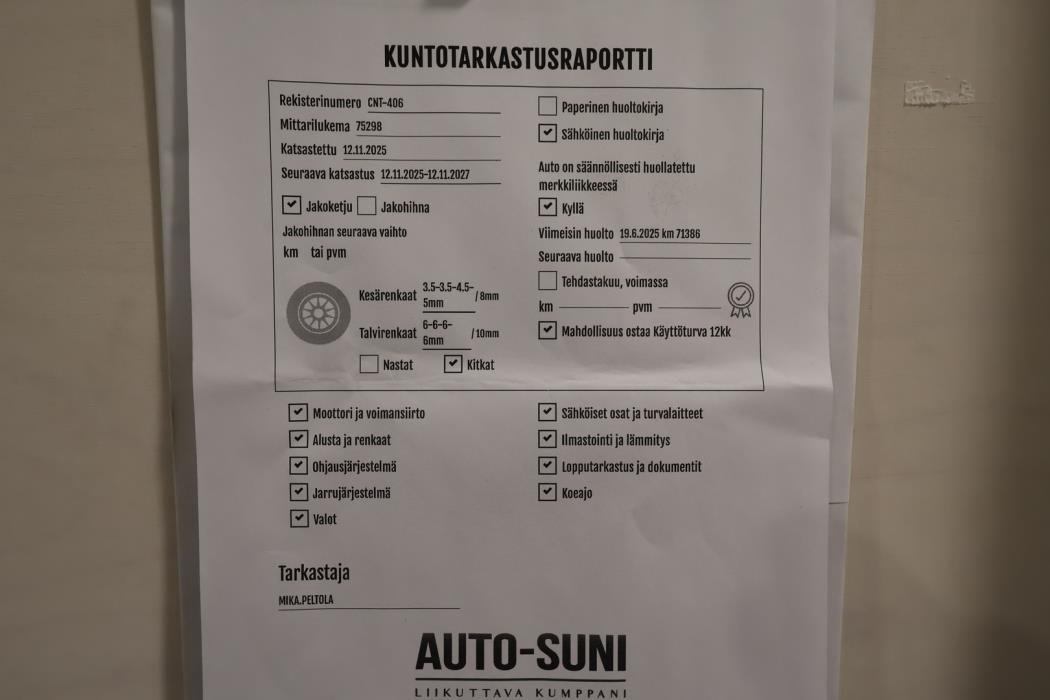 KUNTOTARKASTUSRAPORTTI
Rekisterinumero CNT-406
Mittarilukema 75298
Katsastettu 12.11.2025
Seuraava katsastus 12.11.2025-12.11.2027
Jakoketju Jakohihna
Jakohihnan seuraava vaihto
km tai pvm
Kesärenkaat 3.5-3.5-4.5-
5mm / 8mm
Talvirenkaat 6-6-6-
6mm / 10mm
Nastat Kitkat
Paperinen huoltokirja
Sähköinen huoltokirja
Auto on säännöllisesti huollatettu
merkkiliikkeessä
Kyllä
Viimeisin huolto 19.6.2025 km 71386
Seuraava huolto
Tehdastakuu, voimassa
km pvm
Mahdollisuus ostaa Käyttöturva 12kk
Moottori ja voimansiirto
Alusta ja renkaat
Ohjausjärjestelmä
Jarrujärjestelmä
Valot
Sähköiset osat ja turvalaitteet
Ilmastointi ja lämmitys
Lopputarkastus ja dokumentit
Koeajo
Tarkastaja
MIKA.PELTOLA
AUTO-SUNI
LIIKUTTAVA KUMPPANI